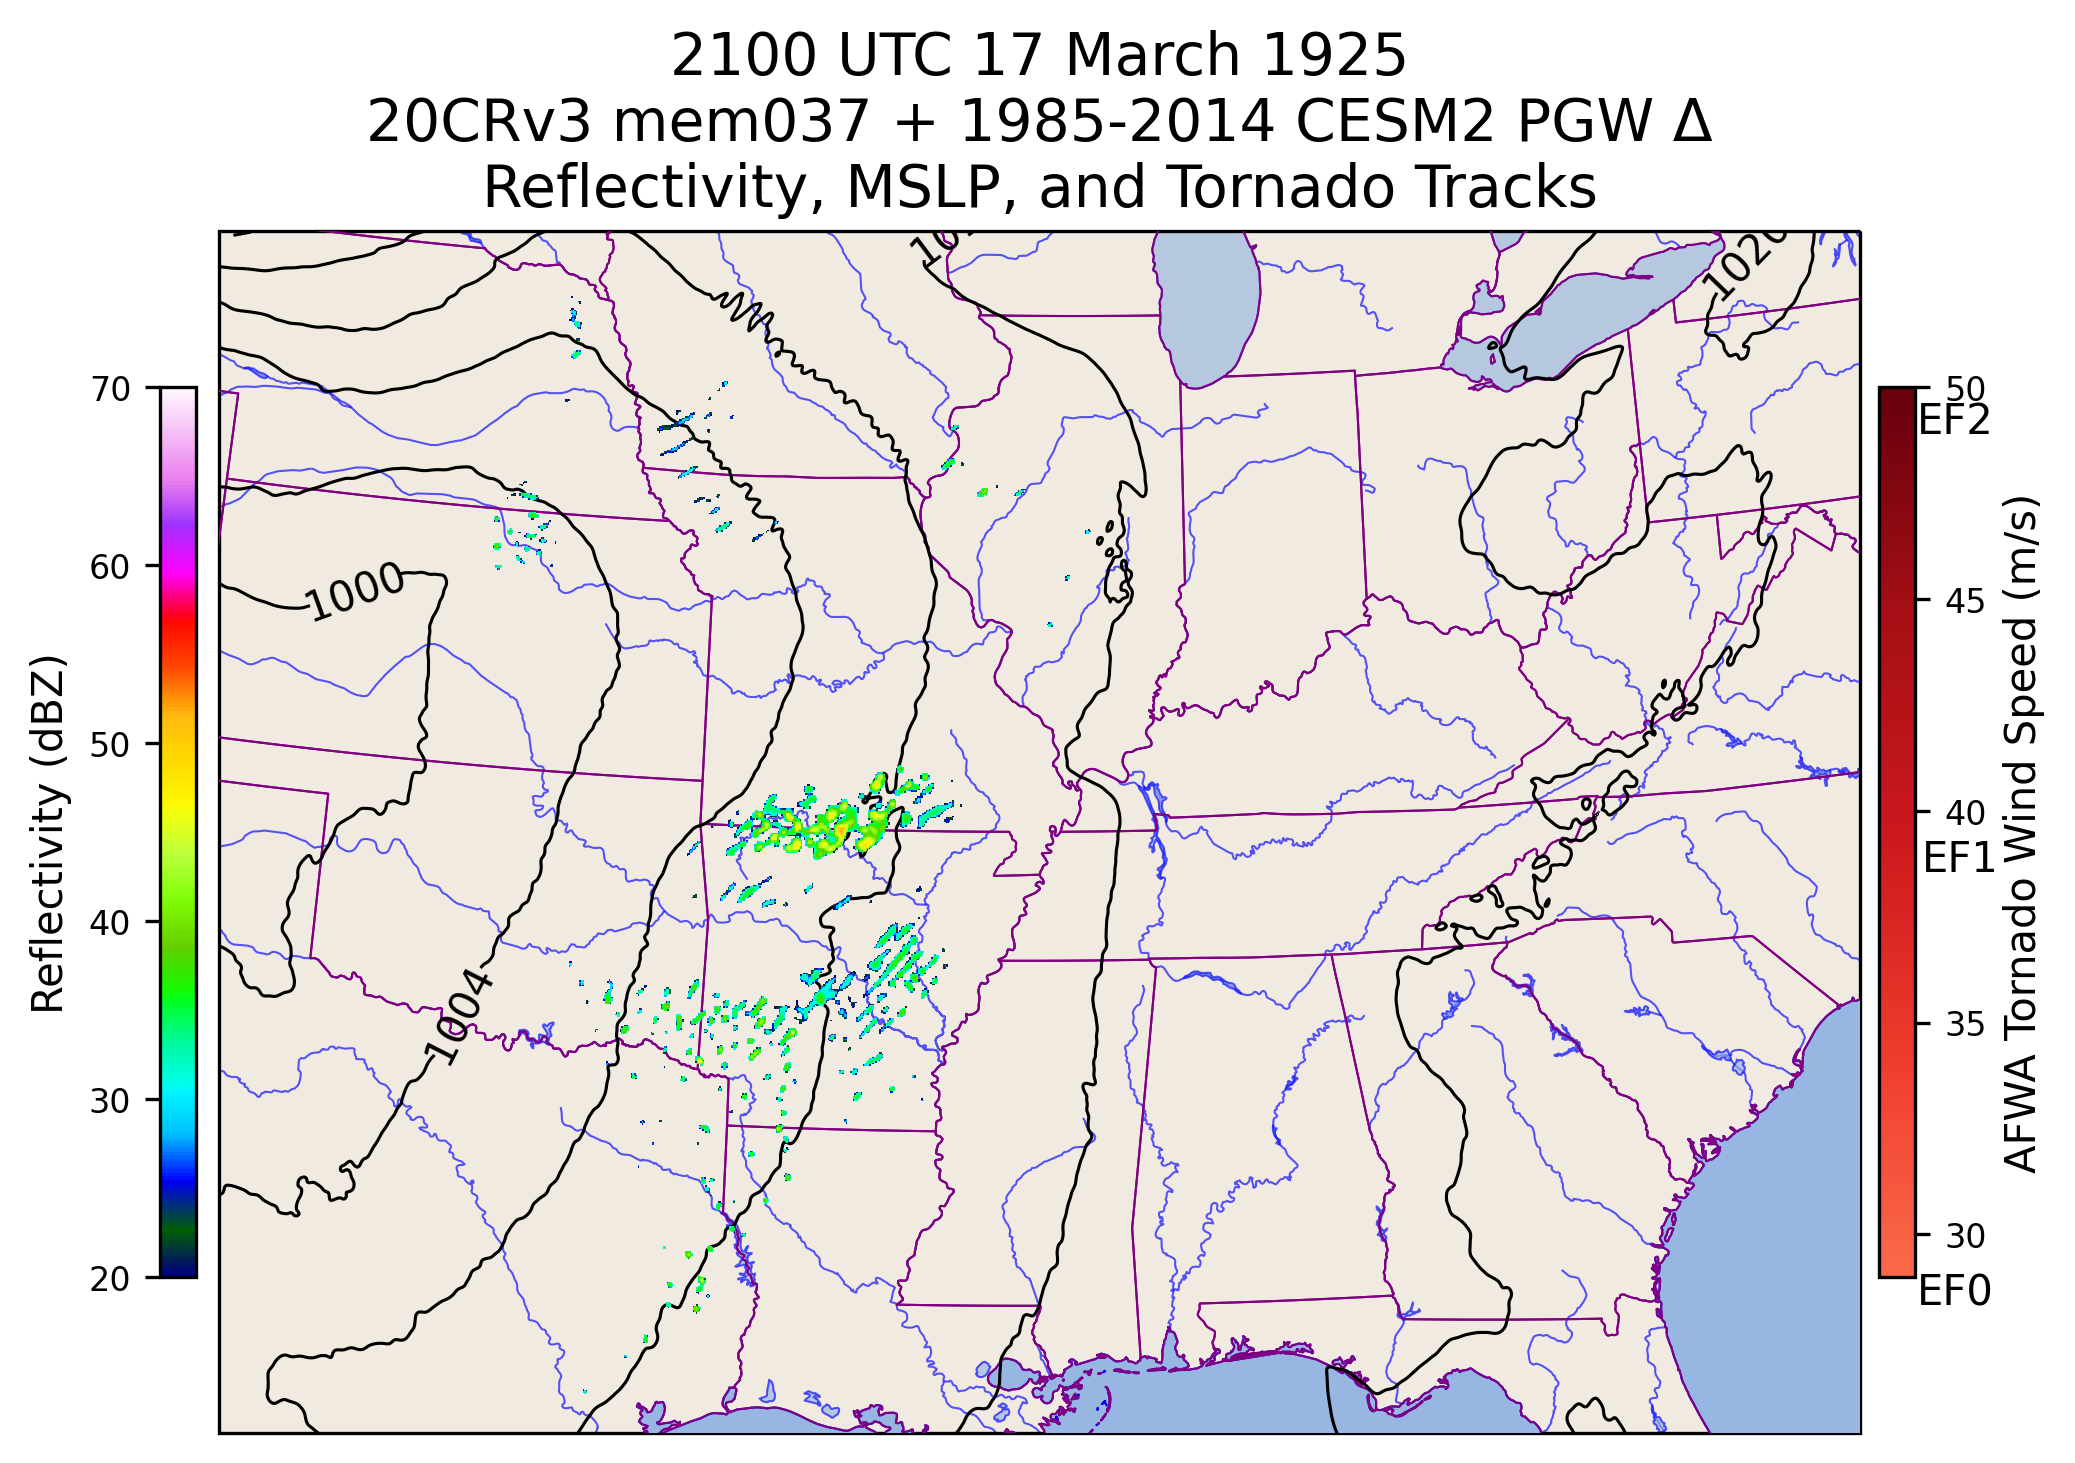 2100 UTC 17 March 1925
20CRv3 mem037 + 1985-2014 CESM2 PGW Δ
Reflectivity, MSLP, and Tornado Tracks
1020
1000
1004
70
60
50
40
30
20
Reflectivity (dBZ)
50
EF2
45
40
EF1
35
30
EF0
AFWA Tornado Wind Speed (m/s)